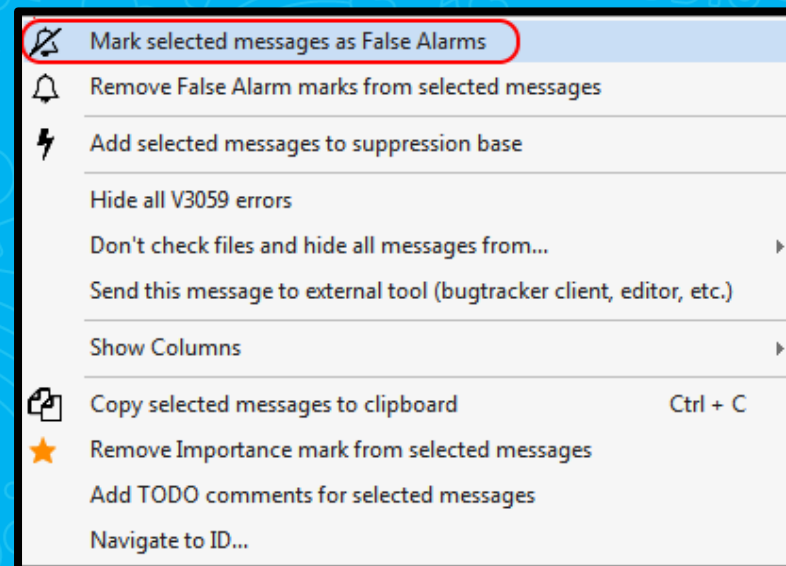 Mark selected messages as False Alarms
Remove False Alarm marks from selected messages
Add selected messages to suppression base
Hide all V3059 errors
Don't check files and hide all messages from...
Send this message to external tool (bugtracker client, editor, etc.)
Show Columns
Copy selected messages to clipboard Ctrl + C
Remove Importance mark from selected messages
Add TODO comments for selected messages
Navigate to ID...